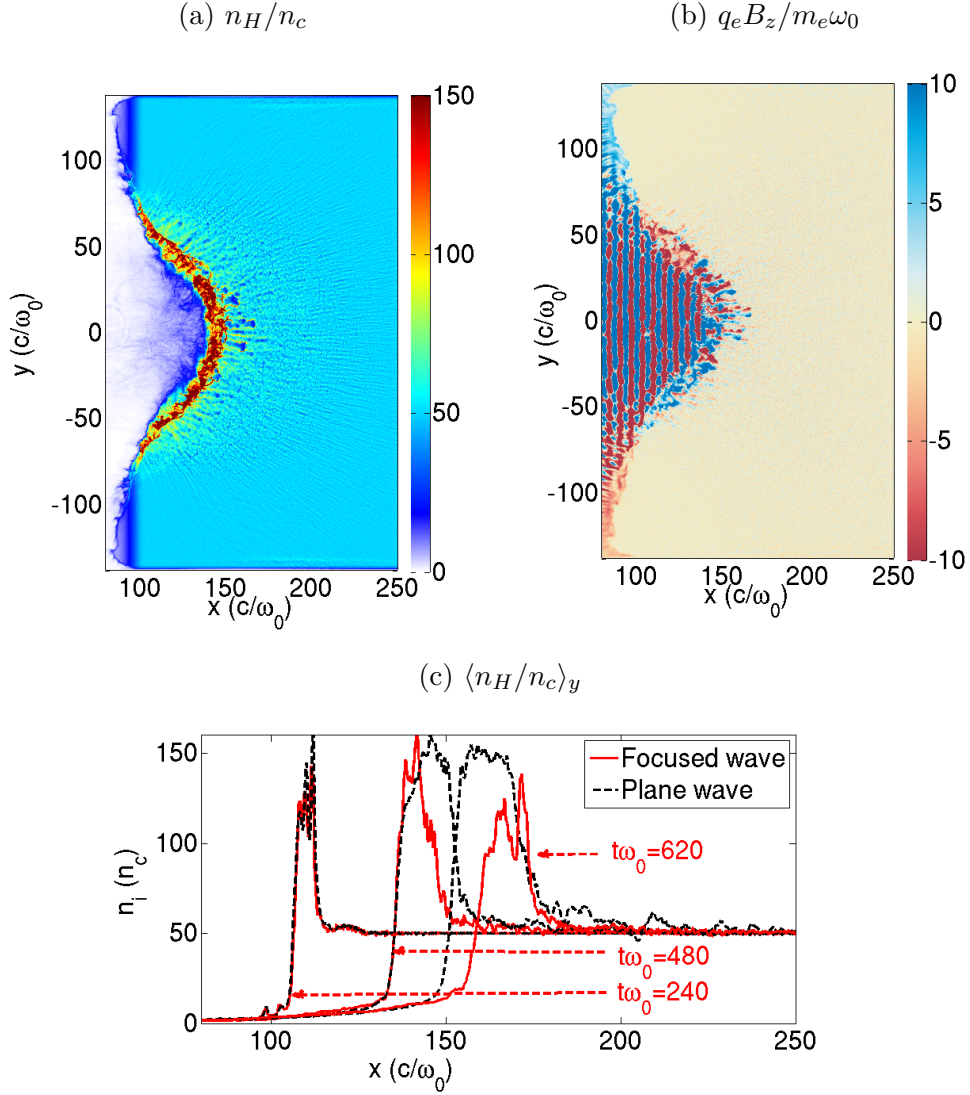 (a) n_H/n_c
(b) q_eB_z/m_eω_0
150
100
50
0
100
50
0
-50
-100
y (c/ω_0)
100 150 200 250
x (c/ω_0)
10
5
0
-5
-10
100
50
0
-50
-100
y (c/ω_0)
100 150 200 250
x (c/ω_0)
(c) ⟨n_H/n_c⟩_y
150
100
50
0
n_i (n_c)
Focused wave
Plane wave
tω_0=620
tω_0=480
tω_0=240
100 150 200 250
x (c/ω_0)